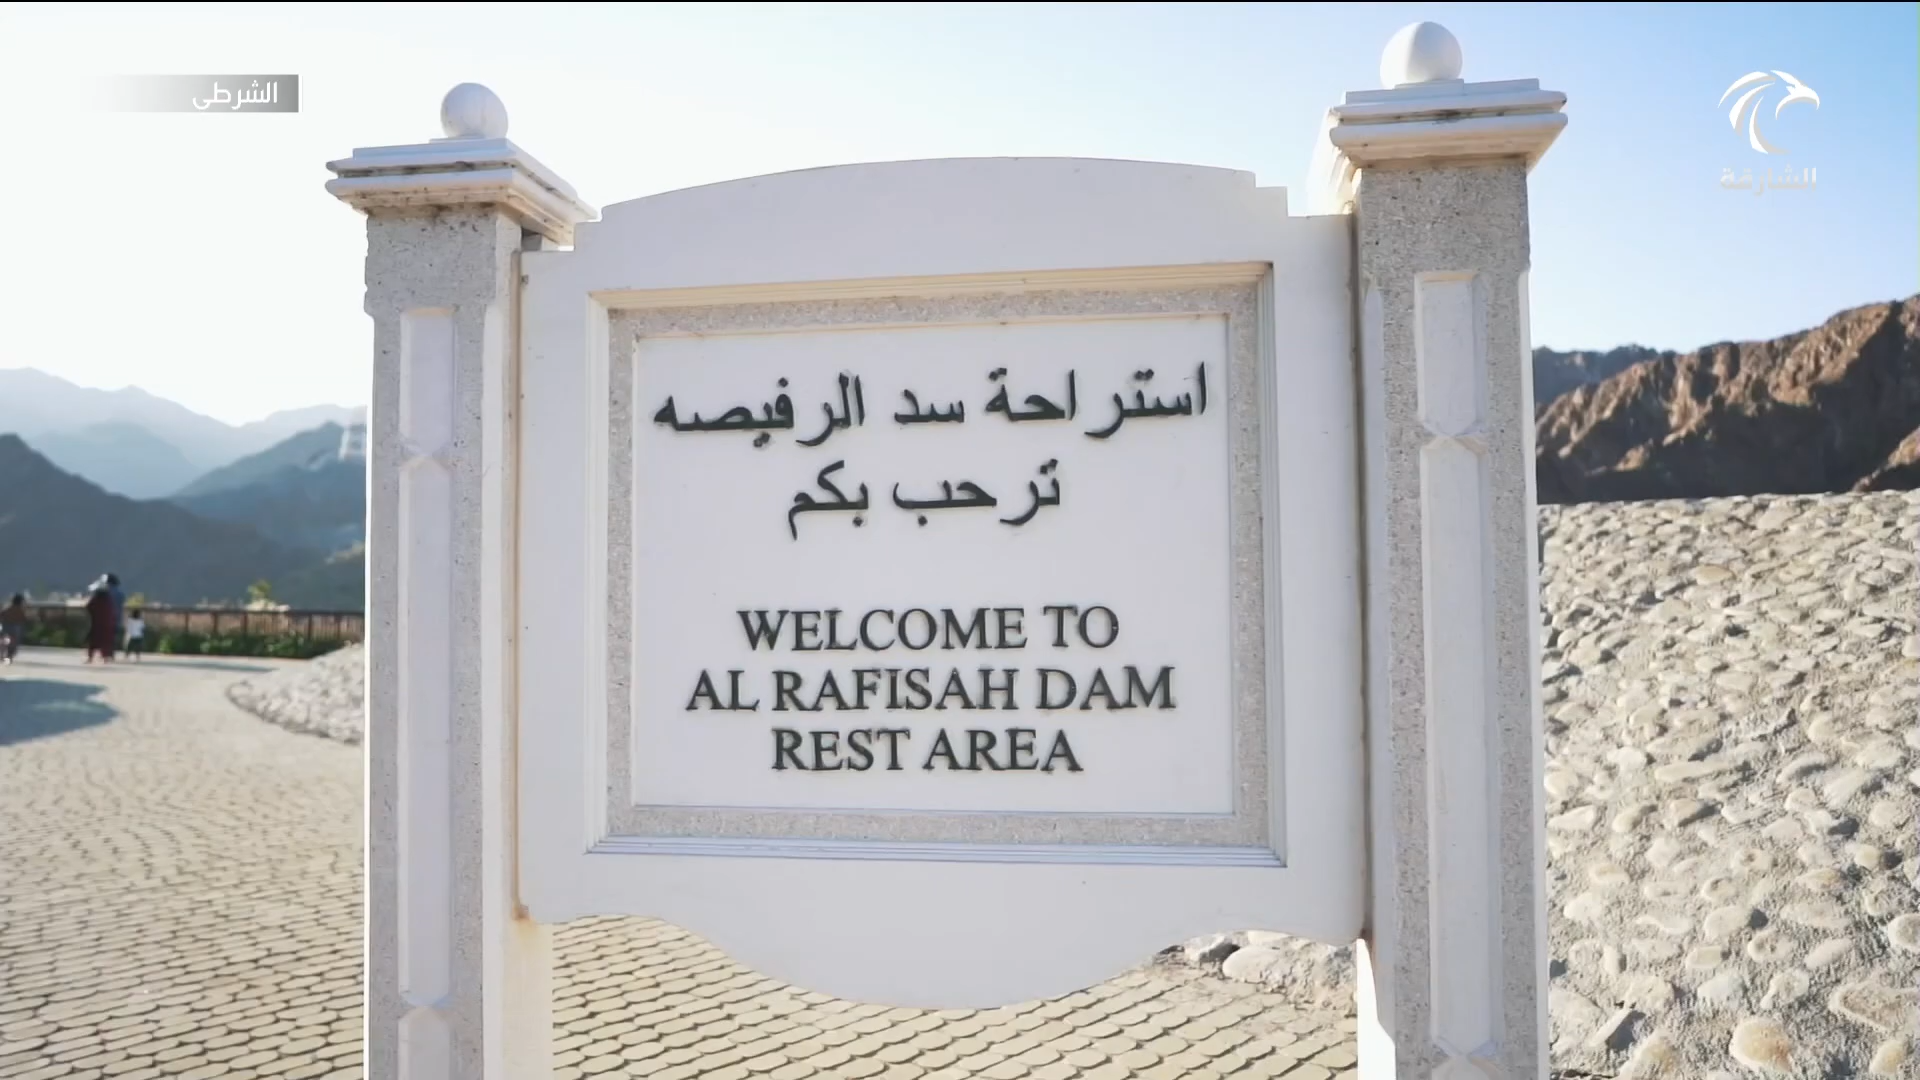 الشرطي
الشارقة
استراحة سد الرفيصه
ترحب بكم
WELCOME TO
AL RAFISAH DAM
REST AREA